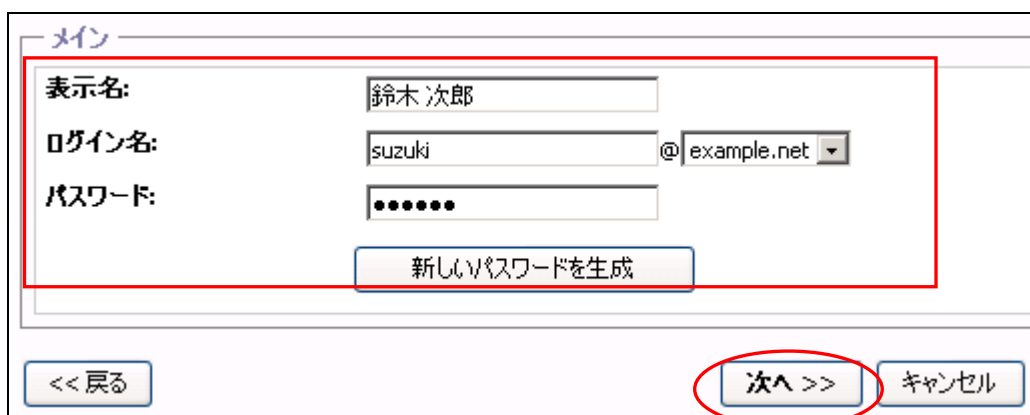 メイン
表示名: 鈴木 次郎
ログイン名: suzuki @ example.net
パスワード: ●●●●●●
新しいパスワードを生成
<< 戻る 次へ >> キャンセル